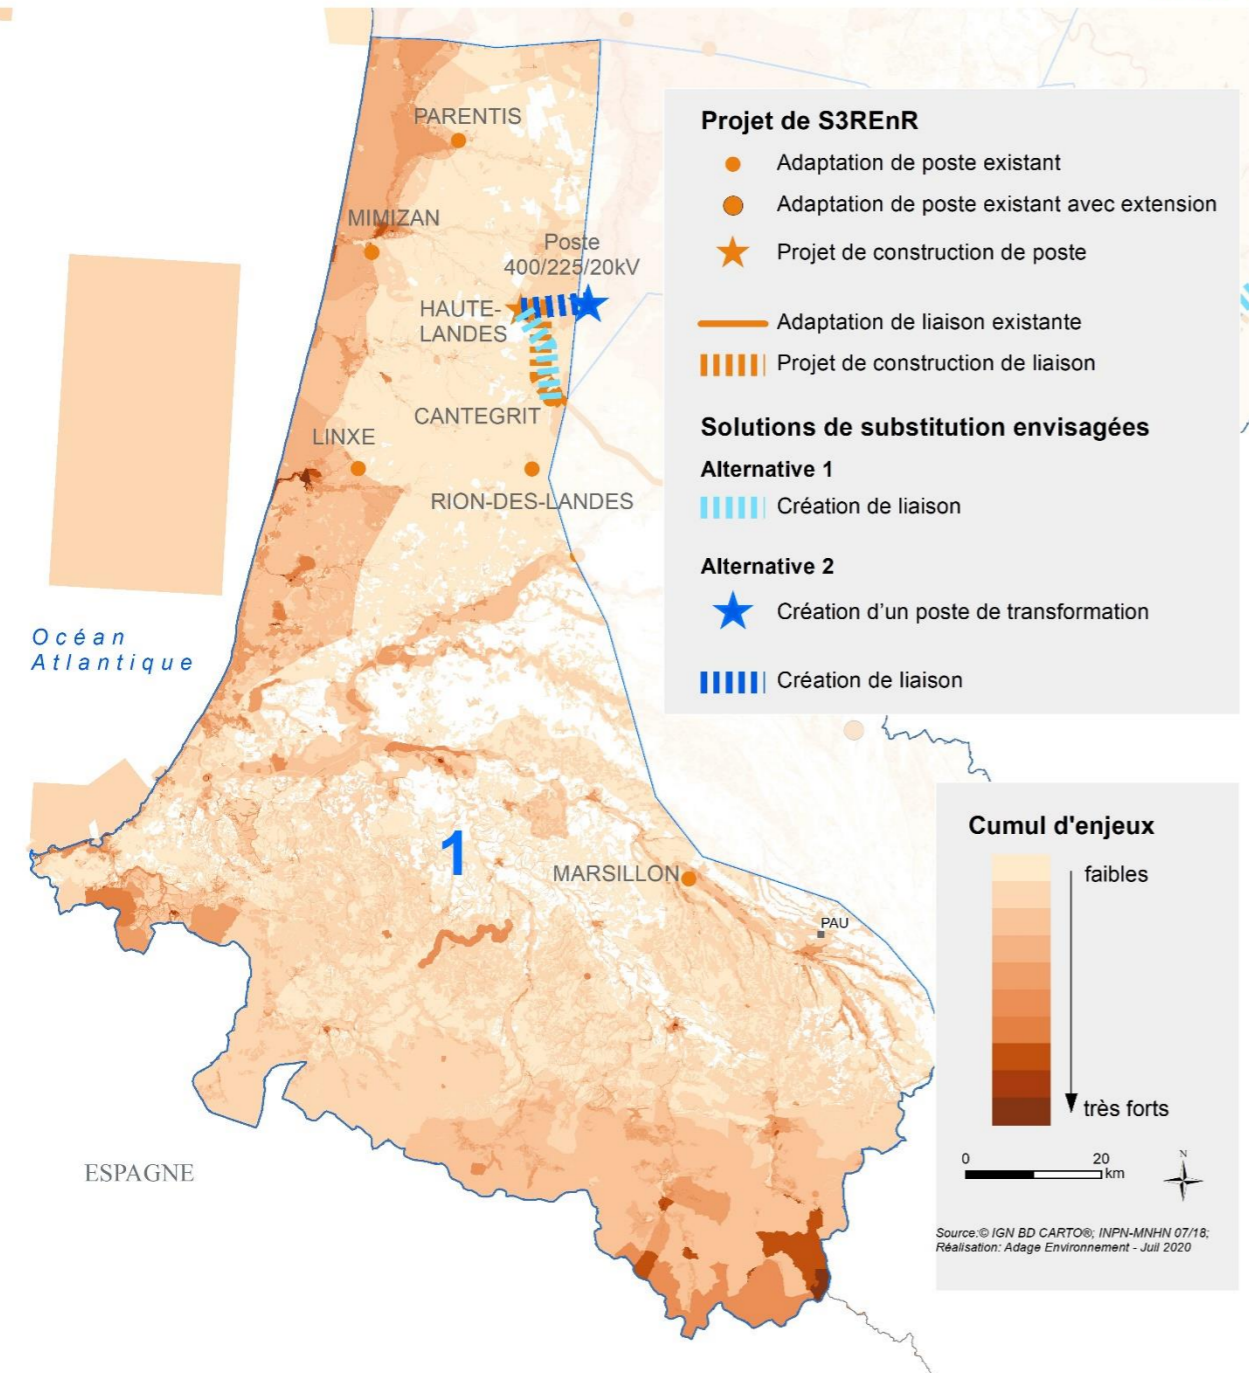 PARENTIS
MIMIZAN
Poste
400/225/20kV
HAUTE-
LANDES
CANTEGRIT
LINXE
RION-DES-LANDES
Océan
Atlantique
1
MARSILLON
PAU
ESPAGNE
Projet de S3REnR
Adaptation de poste existant
Adaptation de poste existant avec extension
Projet de construction de poste
Adaptation de liaison existante
Projet de construction de liaison
Solutions de substitution envisagées
Alternative 1
Création de liaison
Alternative 2
Création d'un poste de transformation
Création de liaison
Cumul d'enjeux
faibles
très forts
0 20
km
N
Source:© IGN BD CARTO®; INPN-MNHN 07/18;
Réalisation: Adage Environnement - Juil 2020